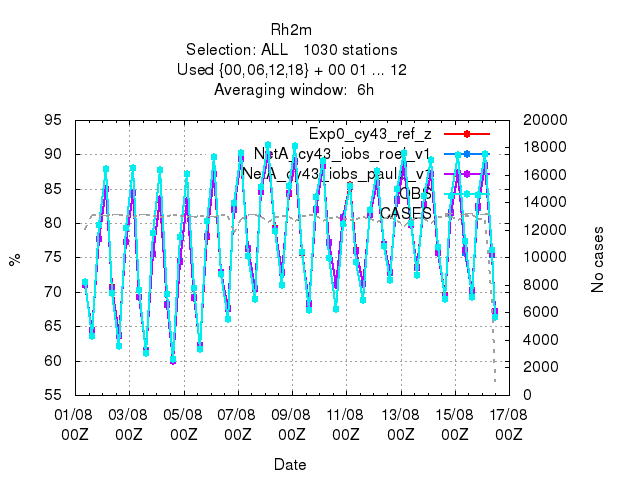 Rh2m
Selection: ALL   1030 stations
Used {00,06,12,18} + 00 01 ... 12
Averaging window:  6h
95 20000
90 18000
85 16000
80 14000
75 12000
70 10000
65 8000
60 6000
55 4000
2000
0
Exp0_cy43_ref_z
NetA_cy43_iobs_roel_v1
NetA_cy43_iobs_paul_v1
OBS
CASES
%
No cases
01/08 03/08 05/08 07/08 09/08 11/08 13/08 15/08 17/08
00Z 00Z 00Z 00Z 00Z 00Z 00Z 00Z 00Z
Date